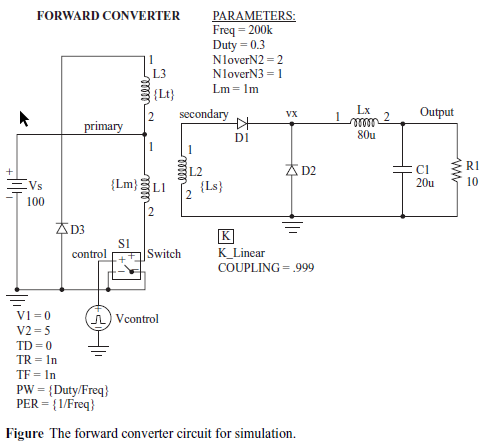 FORWARD CONVERTER
PARAMETERS:
Freq = 200k
Duty = 0.3
N1overN2 = 2
N1overN3 = 1
Lm = 1m
1
L3
{Lt}
2
primary
secondary
D1
vx
1
Lx
2
80u
Output
1
{Lm}
L1
2
1
L2
{Ls}
2
D2
C1
20u
R1
10
+
Vs
−
100
D3
S1
control
+
+
−
−
Switch
K
K_Linear
COUPLING = .999
+
−
Vcontrol
V1 = 0
V2 = 5
TD = 0
TR = 1n
TF = 1n
PW = {Duty/Freq}
PER = {1/Freq}
Figure The forward converter circuit for simulation.